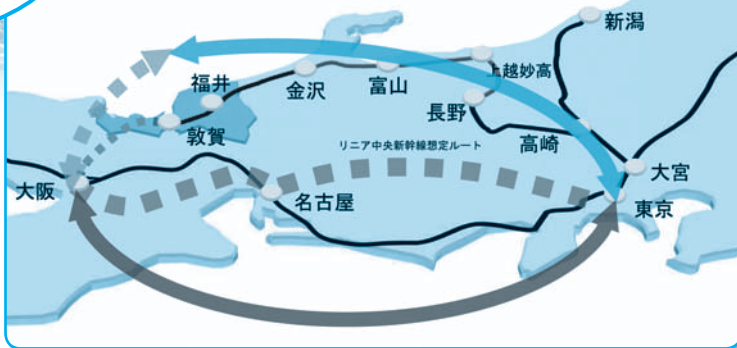 新潟
上越妙高
富山
金沢
福井
敦賀
長野
高崎
大宮
東京
リニア中央新幹線想定ルート
名古屋
大阪